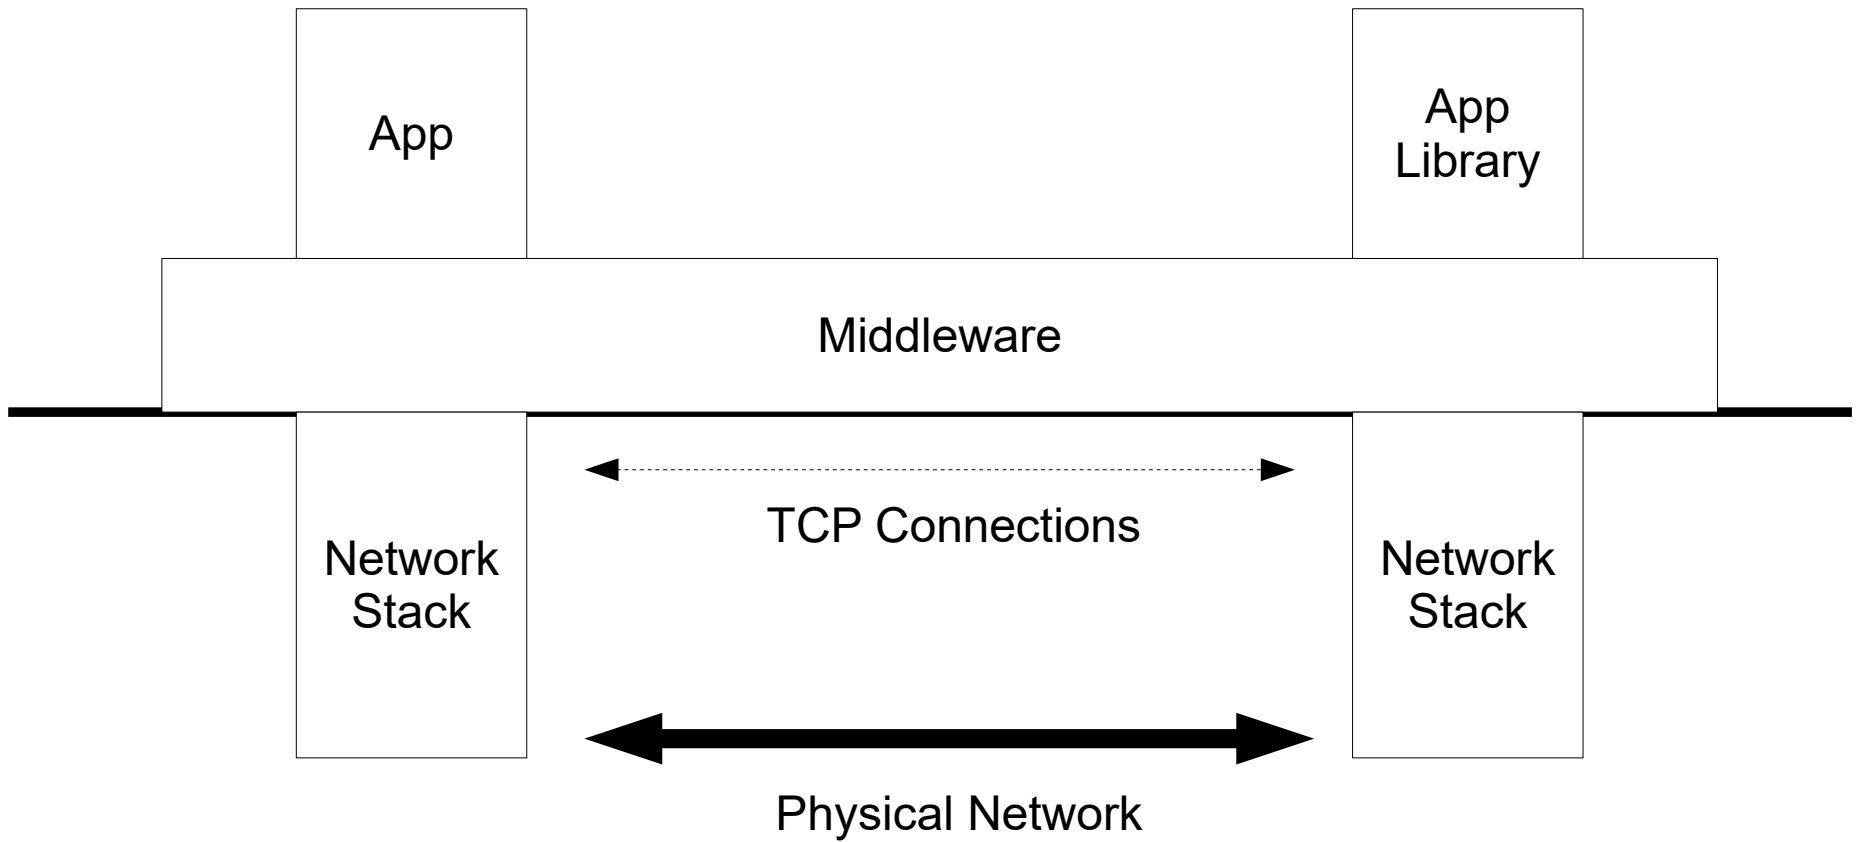 App
App
Library
Middleware
TCP Connections
Network
Stack
Network
Stack
Physical Network